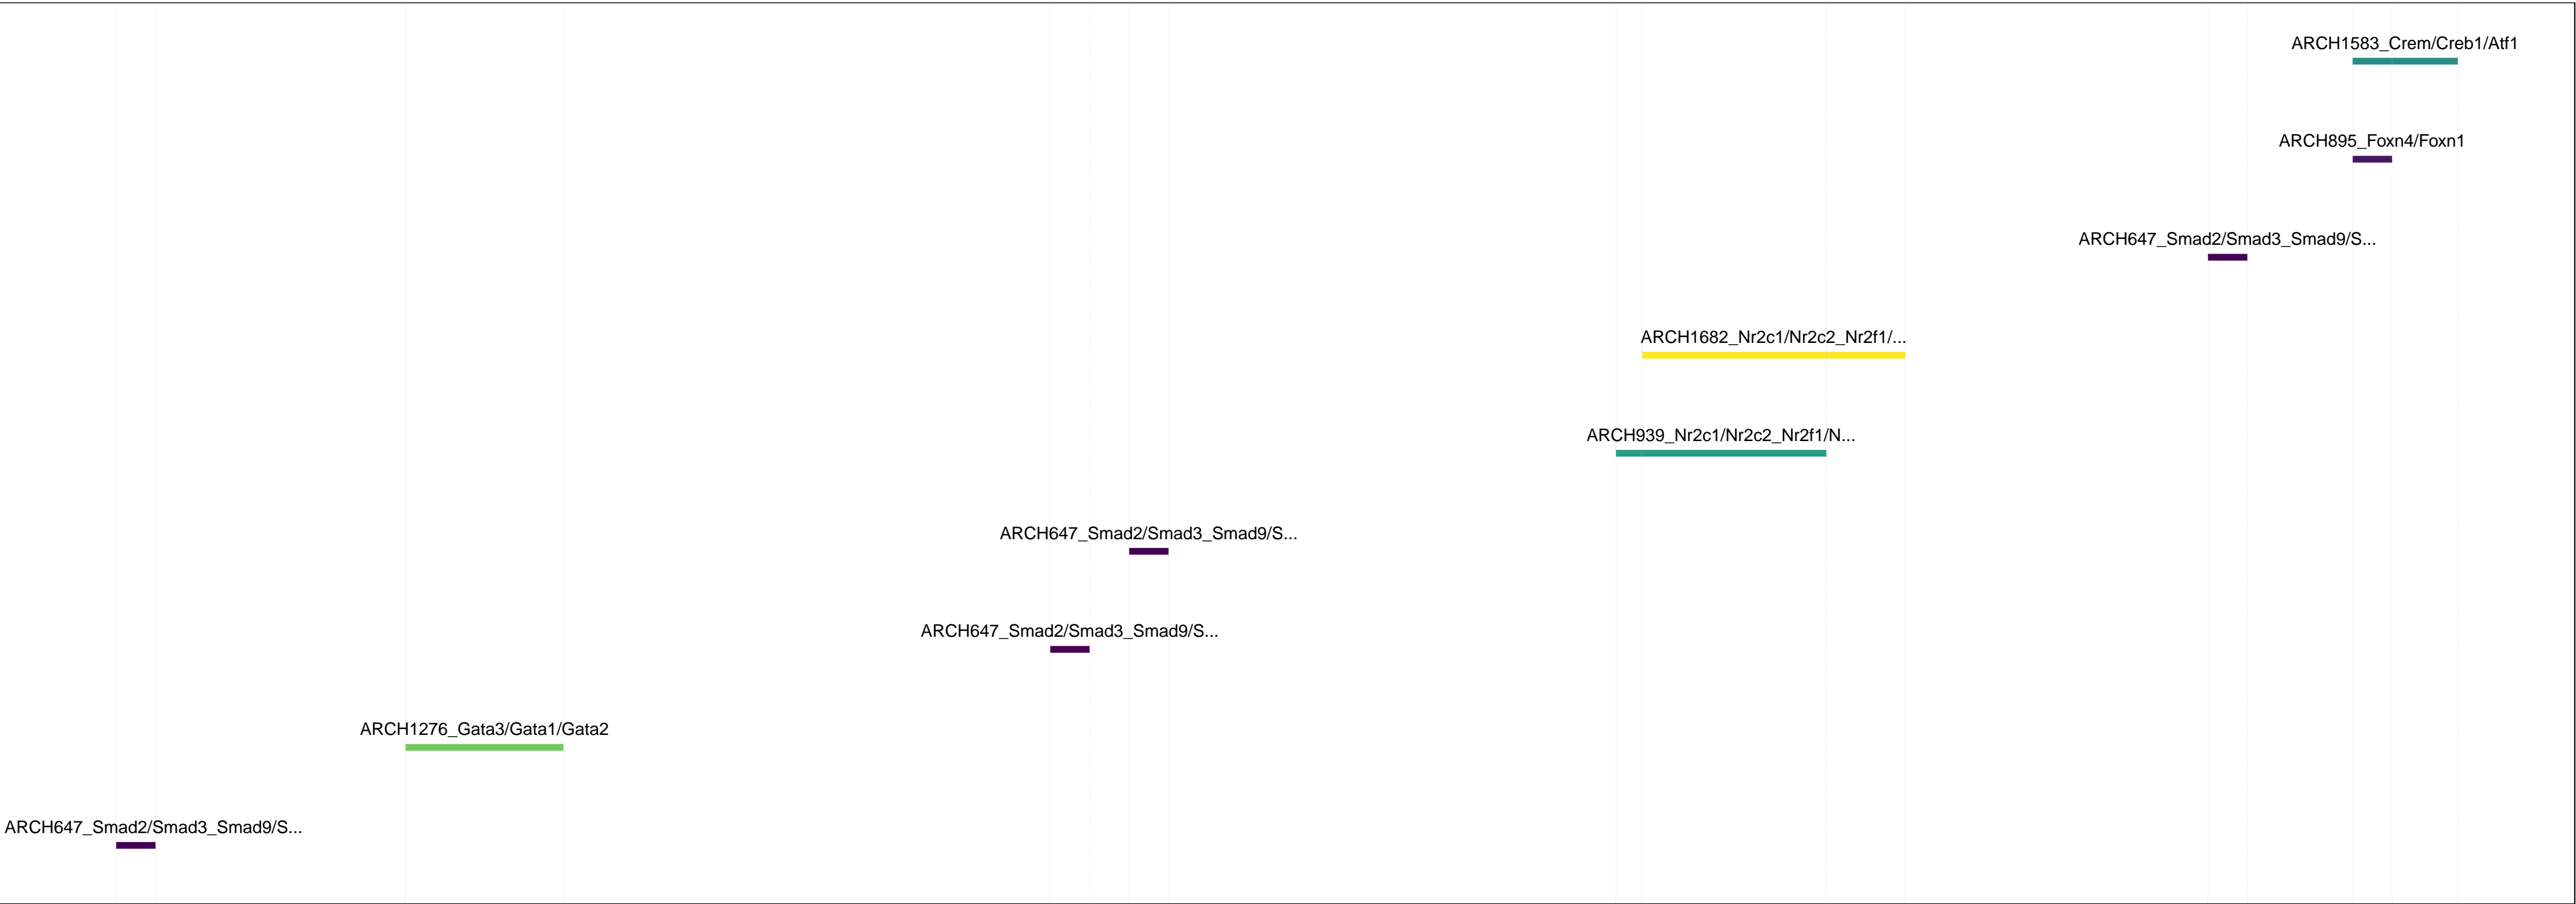 ARCH1583_Crem/Creb1/Atf1
ARCH895_Foxn4/Foxn1
ARCH647_Smad2/Smad3_Smad9/S...
ARCH1682_Nr2c1/Nr2c2_Nr2f1/...
ARCH939_Nr2c1/Nr2c2_Nr2f1/N...
ARCH647_Smad2/Smad3_Smad9/S...
ARCH647_Smad2/Smad3_Smad9/S...
ARCH1276_Gata3/Gata1/Gata2
ARCH647_Smad2/Smad3_Smad9/S...